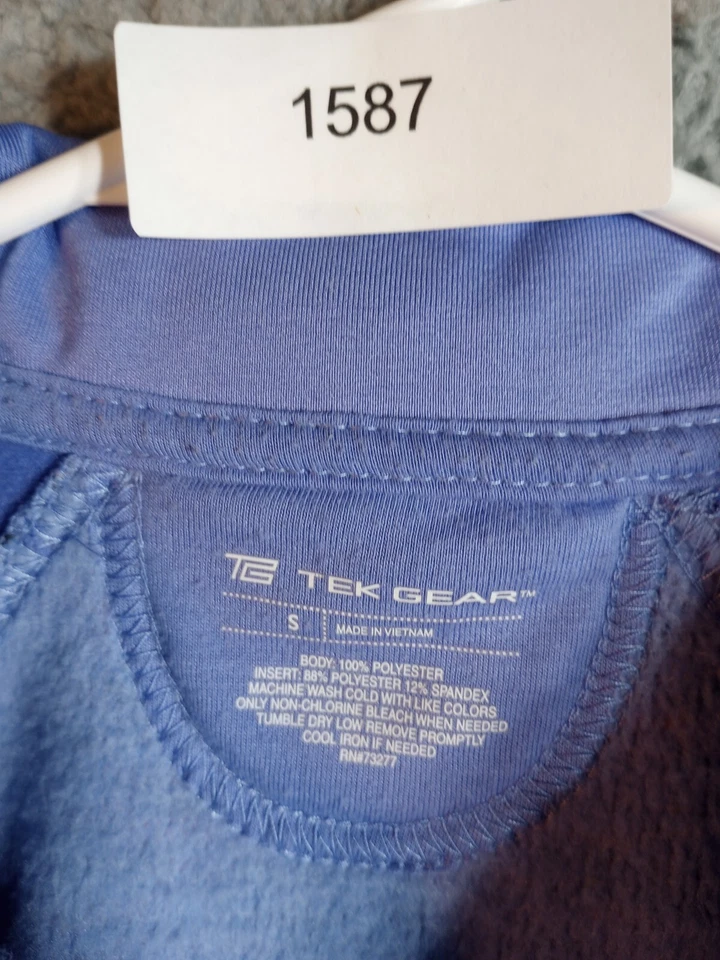 1587
TG TEK GEAR™
S MADE IN VIETNAM
BODY: 100% POLYESTER
INSERT: 88% POLYESTER 12% SPANDEX
MACHINE WASH COLD WITH LIKE COLORS
ONLY NON-CHLORINE BLEACH WHEN NEEDED
TUMBLE DRY LOW REMOVE PROMPTLY
COOL IRON IF NEEDED
RN#73277